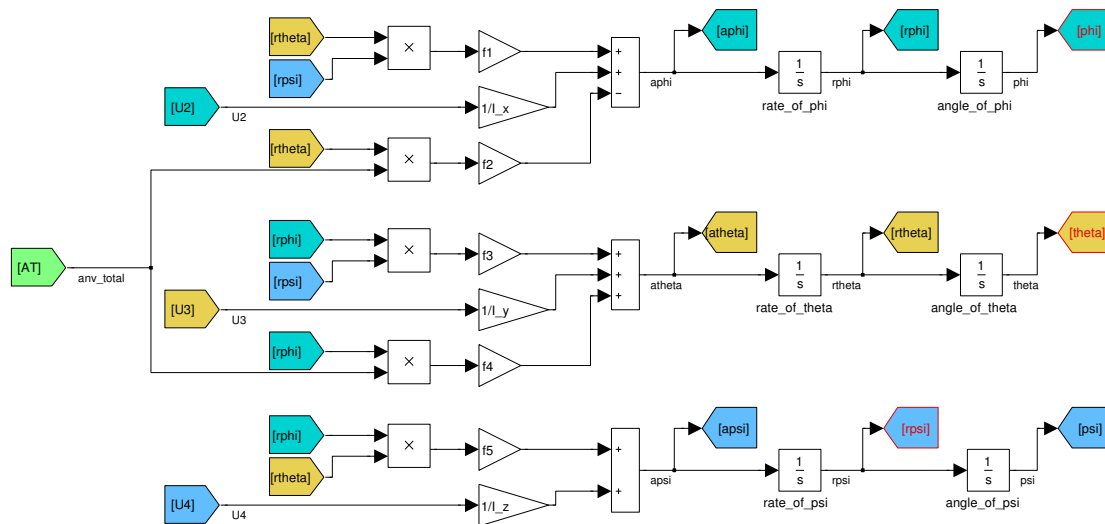 [rtheta]
[rpsi]
×
f1
[U2]
U2
1/I_x
[rtheta]
×
f2
+
+
−
aphi
[aphi]
1
s
rate_of_phi
rphi
[rphi]
1
s
angle_of_phi
phi
[phi]
[AT]
anv_total
[rphi]
[rpsi]
×
f3
[U3]
U3
1/I_y
[rphi]
×
f4
+
+
+
atheta
[atheta]
1
s
rate_of_theta
rtheta
[rtheta]
1
s
angle_of_theta
theta
[theta]
[rphi]
[rtheta]
×
f5
[U4]
U4
1/I_z
+
+
apsi
[apsi]
1
s
rate_of_psi
rpsi
[rpsi]
1
s
angle_of_psi
psi
[psi]